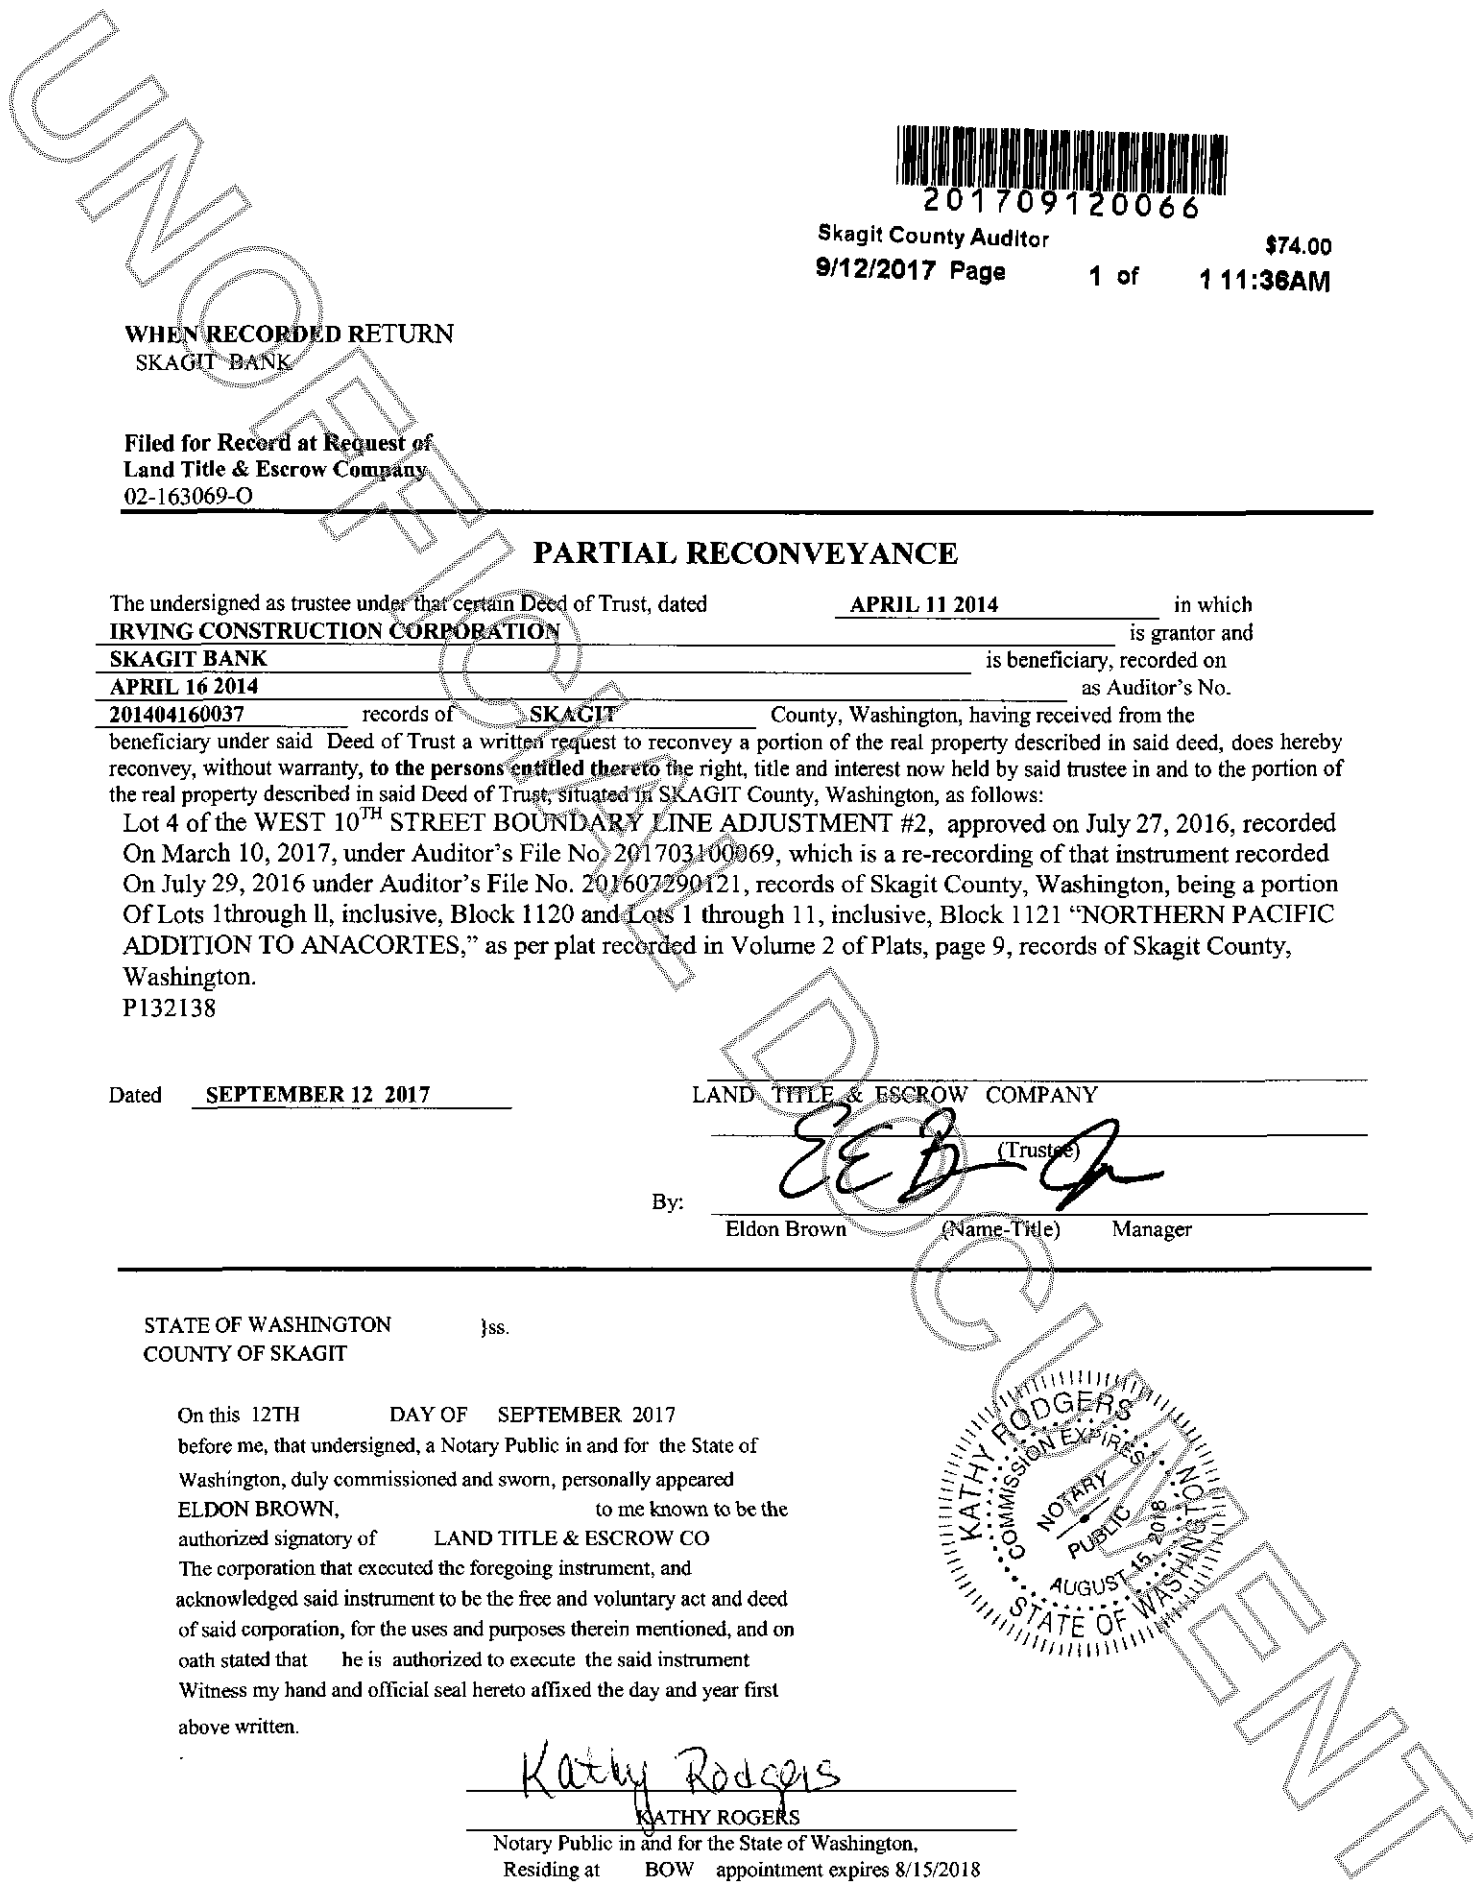 UNOFFICIAL DOCUMENT
201709120066
Skagit County Auditor $74.00
9/12/2017 Page 1 of 1 11:36AM
WHEN RECORDED RETURN
SKAGIT BANK
Filed for Record at Request of
Land Title & Escrow Company
02-163069-O
PARTIAL RECONVEYANCE
The undersigned as trustee under that certain Deed of Trust, dated APRIL 11 2014 in which
IRVING CONSTRUCTION CORPORATION is grantor and
SKAGIT BANK is beneficiary, recorded on
APRIL 16 2014 as Auditor's No.
201404160037 records of SKAGIT County, Washington, having received from the
beneficiary under said Deed of Trust a written request to reconvey a portion of the real property described in said deed, does hereby
reconvey, without warranty, to the persons entitled thereto the right, title and interest now held by said trustee in and to the portion of
the real property described in said Deed of Trust, situated in SKAGIT County, Washington, as follows:
Lot 4 of the WEST 10TH STREET BOUNDARY LINE ADJUSTMENT #2, approved on July 27, 2016, recorded
On March 10, 2017, under Auditor's File No. 201703100069, which is a re-recording of that instrument recorded
On July 29, 2016 under Auditor's File No. 201607290121, records of Skagit County, Washington, being a portion
Of Lots 1through ll, inclusive, Block 1120 and Lots 1 through 11, inclusive, Block 1121 “NORTHERN PACIFIC
ADDITION TO ANACORTES,” as per plat recorded in Volume 2 of Plats, page 9, records of Skagit County,
Washington.
P132138
Dated SEPTEMBER 12 2017 LAND TITLE & ESCROW COMPANY
(Trustee)
By:
Eldon Brown (Name-Title) Manager
STATE OF WASHINGTON }ss.
COUNTY OF SKAGIT
On this 12TH DAY OF SEPTEMBER 2017
before me, that undersigned, a Notary Public in and for the State of
Washington, duly commissioned and sworn, personally appeared
ELDON BROWN, to me known to be the
authorized signatory of LAND TITLE & ESCROW CO
The corporation that executed the foregoing instrument, and
acknowledged said instrument to be the free and voluntary act and deed
of said corporation, for the uses and purposes therein mentioned, and on
oath stated that he is authorized to execute the said instrument
Witness my hand and official seal hereto affixed the day and year first
above written.
KATHY RODGERS
COMMISSION EXPIRES
NOTARY
PUBLIC
AUGUST 15, 2018
STATE OF WASHINGTON
Kathy Rodgers
KATHY ROGERS
Notary Public in and for the State of Washington,
Residing at BOW appointment expires 8/15/2018